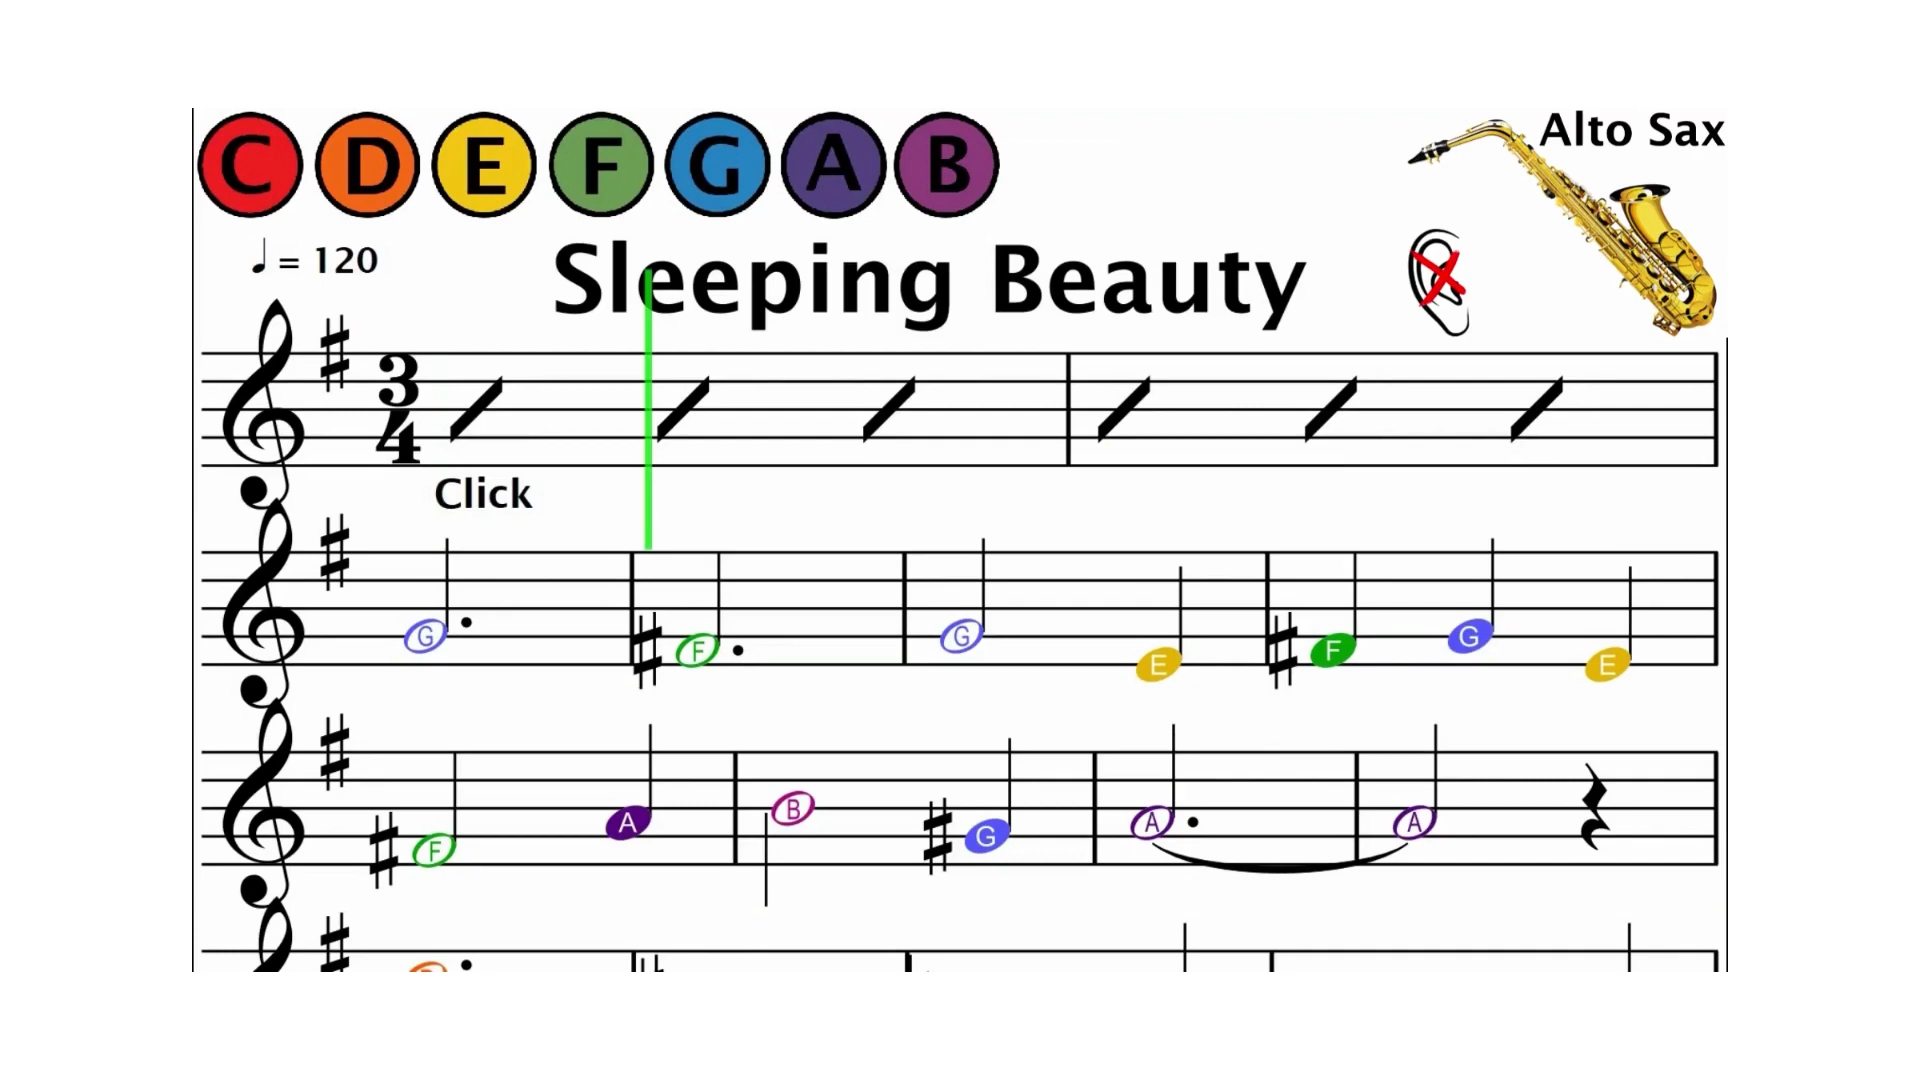 C D E F G A B
Alto Sax
♩ = 120
Sleeping Beauty
3
4
Click
G F G E F G E
F A B G A A